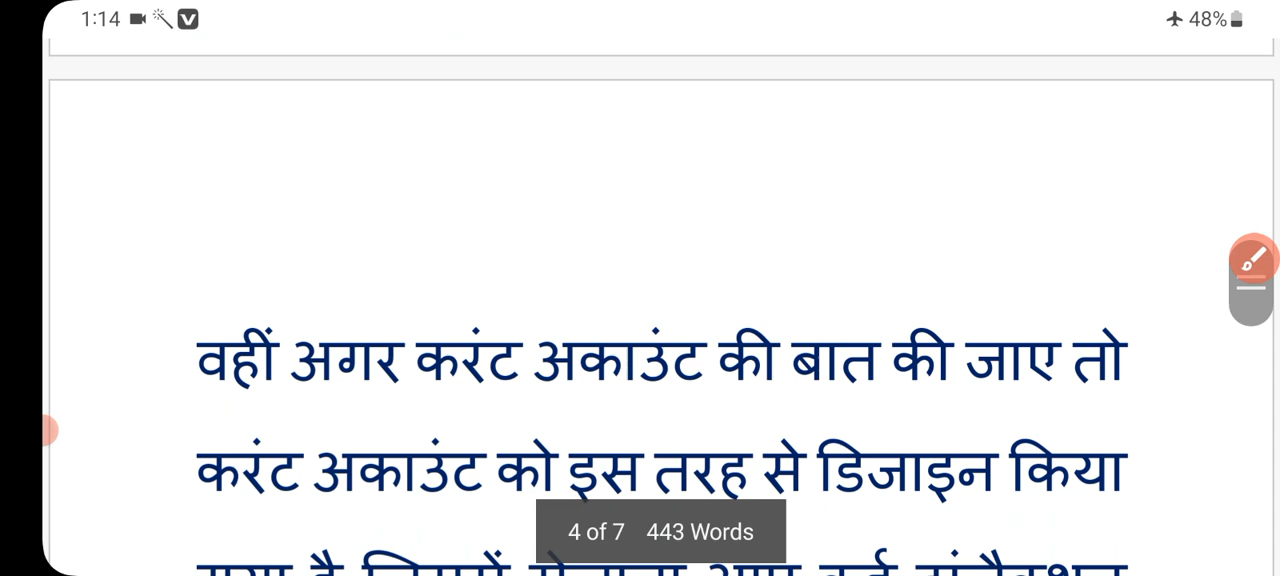 1:14 V 48%
वहीं अगर करंट अकाउंट की बात की जाए तो
करंट अकाउंट को इस तरह से डिजाइन किया
4 of 7 443 Words